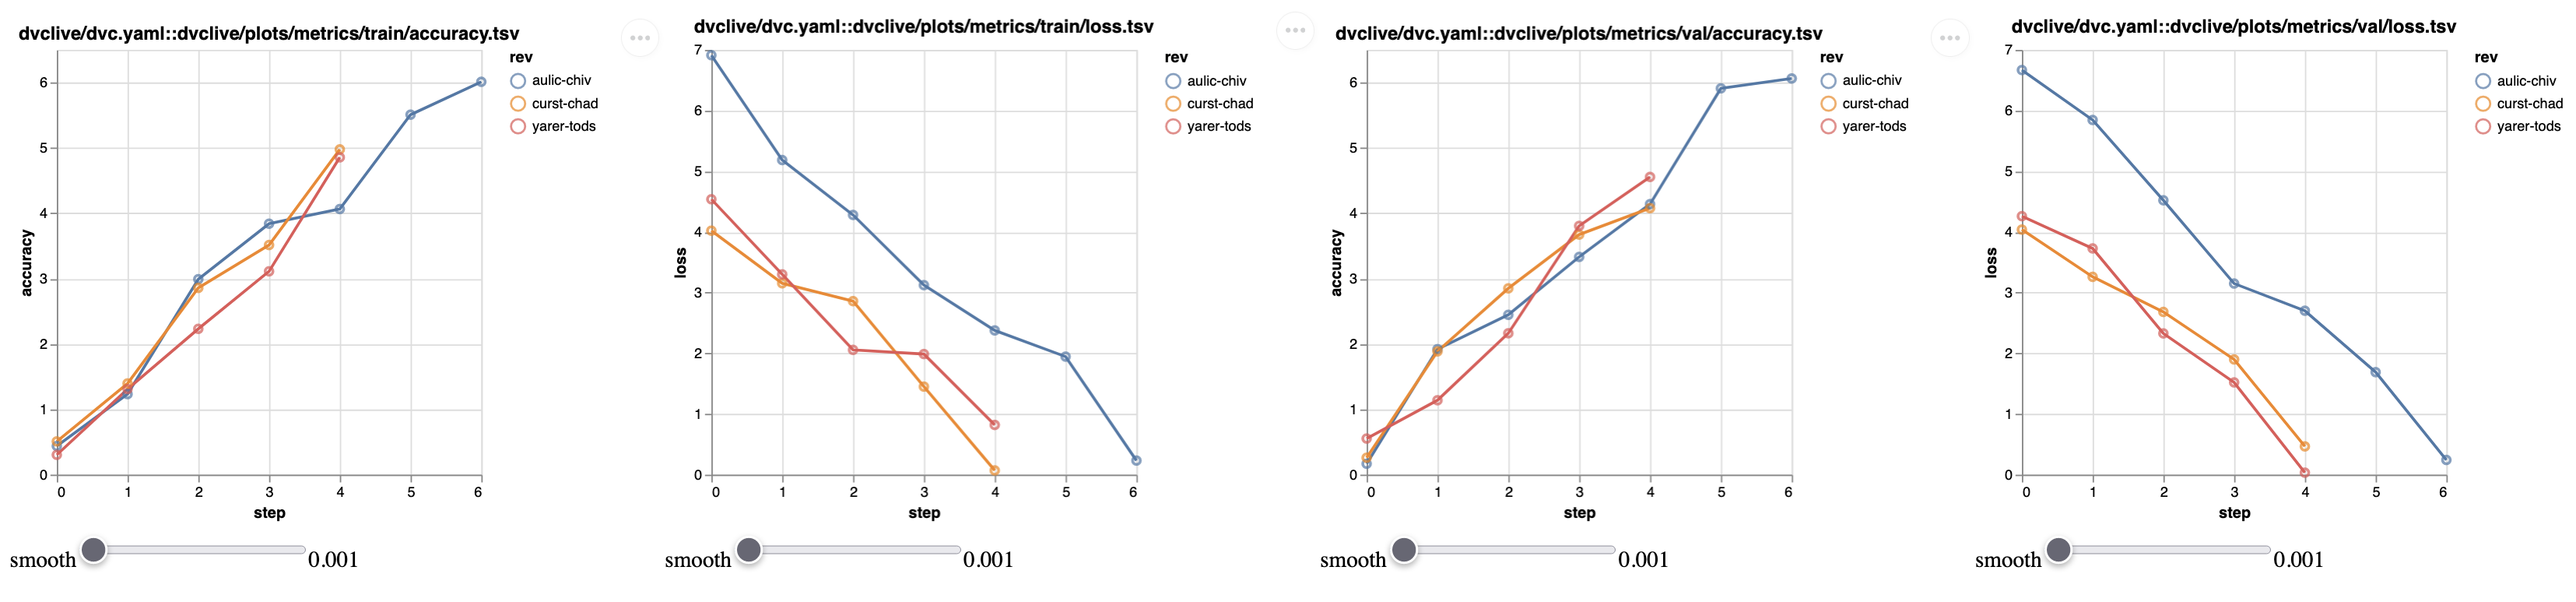 dvclive/dvc.yaml::dvclive/plots/metrics/train/accuracy.tsv
rev
aulic-chiv
curst-chad
yarer-tods
accuracy
6
5
4
3
2
1
0
0 1 2 3 4 5 6
step
smooth 0.001
dvclive/dvc.yaml::dvclive/plots/metrics/train/loss.tsv
rev
aulic-chiv
curst-chad
yarer-tods
loss
7
6
5
4
3
2
1
0
0 1 2 3 4 5 6
step
smooth 0.001
dvclive/dvc.yaml::dvclive/plots/metrics/val/accuracy.tsv
rev
aulic-chiv
curst-chad
yarer-tods
accuracy
6
5
4
3
2
1
0
0 1 2 3 4 5 6
step
smooth 0.001
dvclive/dvc.yaml::dvclive/plots/metrics/val/loss.tsv
rev
aulic-chiv
curst-chad
yarer-tods
loss
7
6
5
4
3
2
1
0
0 1 2 3 4 5 6
step
smooth 0.001